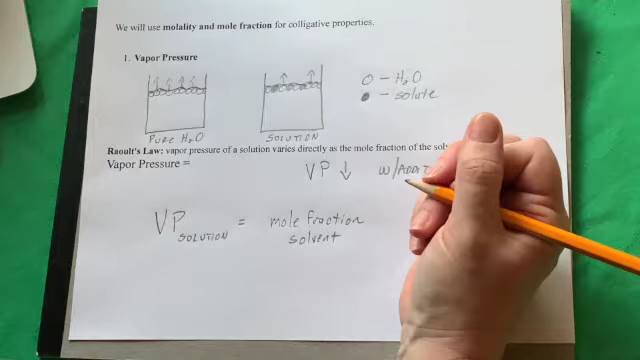 We will use molality and mole fraction for colligative properties.
1. Vapor Pressure
O - H₂O
● - solute
PURE H₂O
SOLUTION
Raoult's Law: vapor pressure of a solution varies directly as the mole fraction of the
Vapor Pressure =
VP ↓ w/
VP SOLUTION = mole fraction
solvent